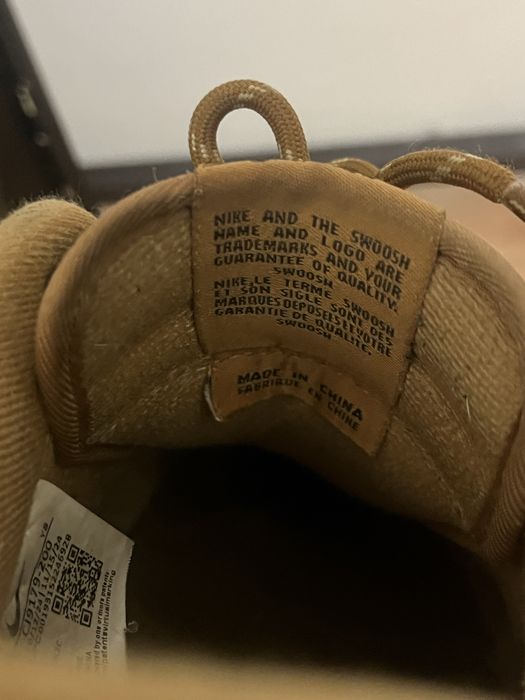 NIKE AND THE SWOOSH
NAME AND LOGO ARE
TRADEMARKS AND YOUR
GUARANTEE OF QUALITY.
SWOOSH
NIKE,LE TERME SWOOSH
ET SON SIGLE SONT DES
MARQUES DEPOSEES ET VOTRE
GARANTIE DE QUALITE.
SWOOSH
MADE IN CHINA
FABRIQUE EN CHINE
CI9179-200